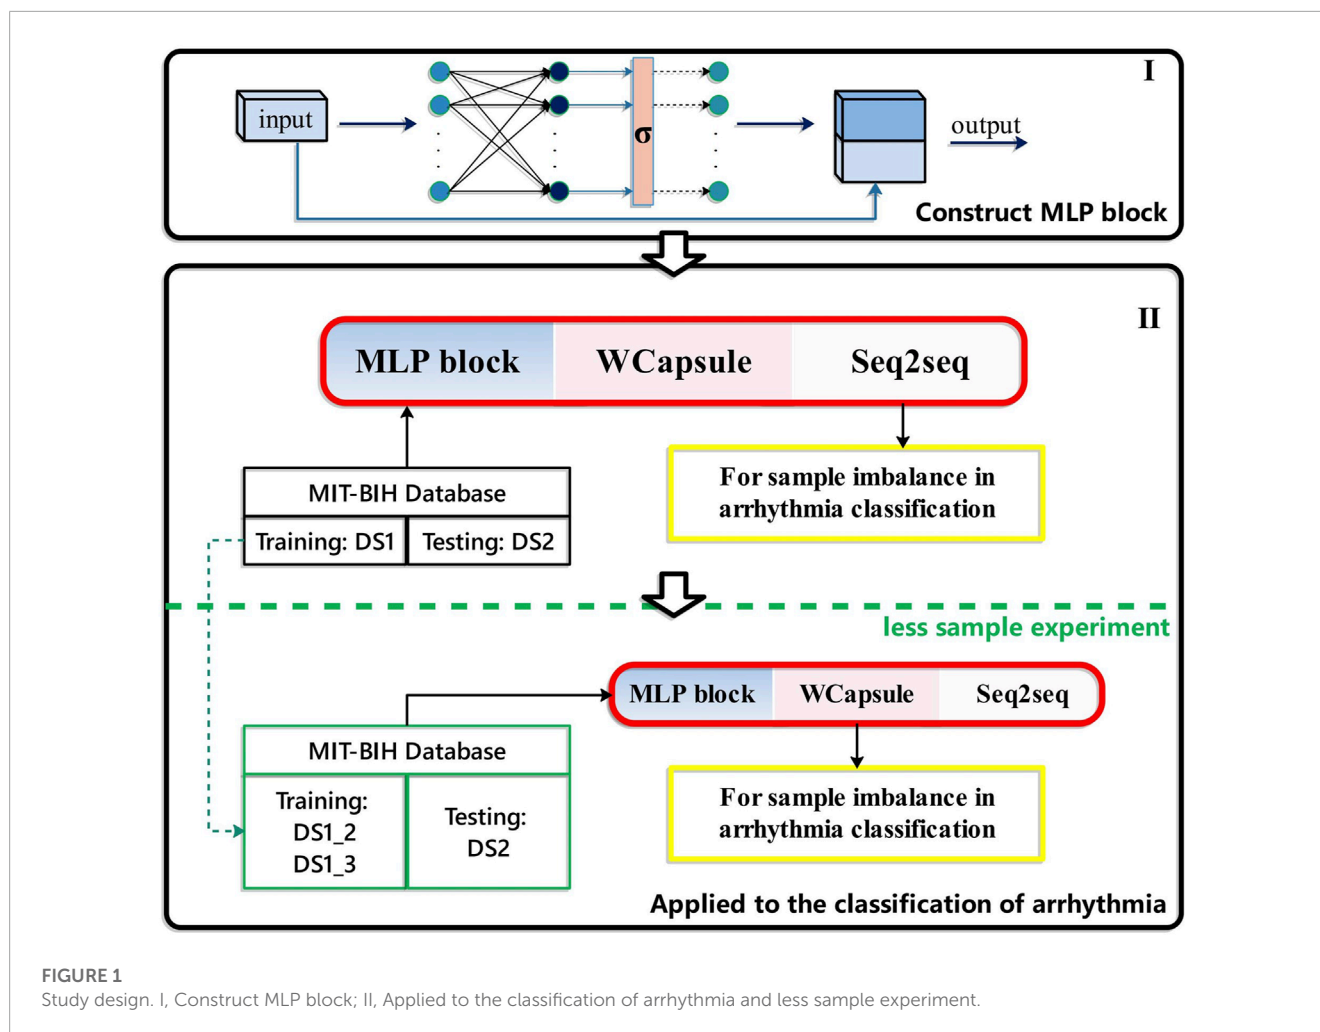 I
input
σ
output
Construct MLP block
II
MLP block WCapsule Seq2seq
MIT-BIH Database
Training: DS1 Testing: DS2
For sample imbalance in
arrhythmia classification
less sample experiment
MLP block WCapsule Seq2seq
MIT-BIH Database
Training:
DS1_2
DS1_3
Testing:
DS2
For sample imbalance in
arrhythmia classification
Applied to the classification of arrhythmia
FIGURE 1
Study design. I, Construct MLP block; II, Applied to the classification of arrhythmia and less sample experiment.